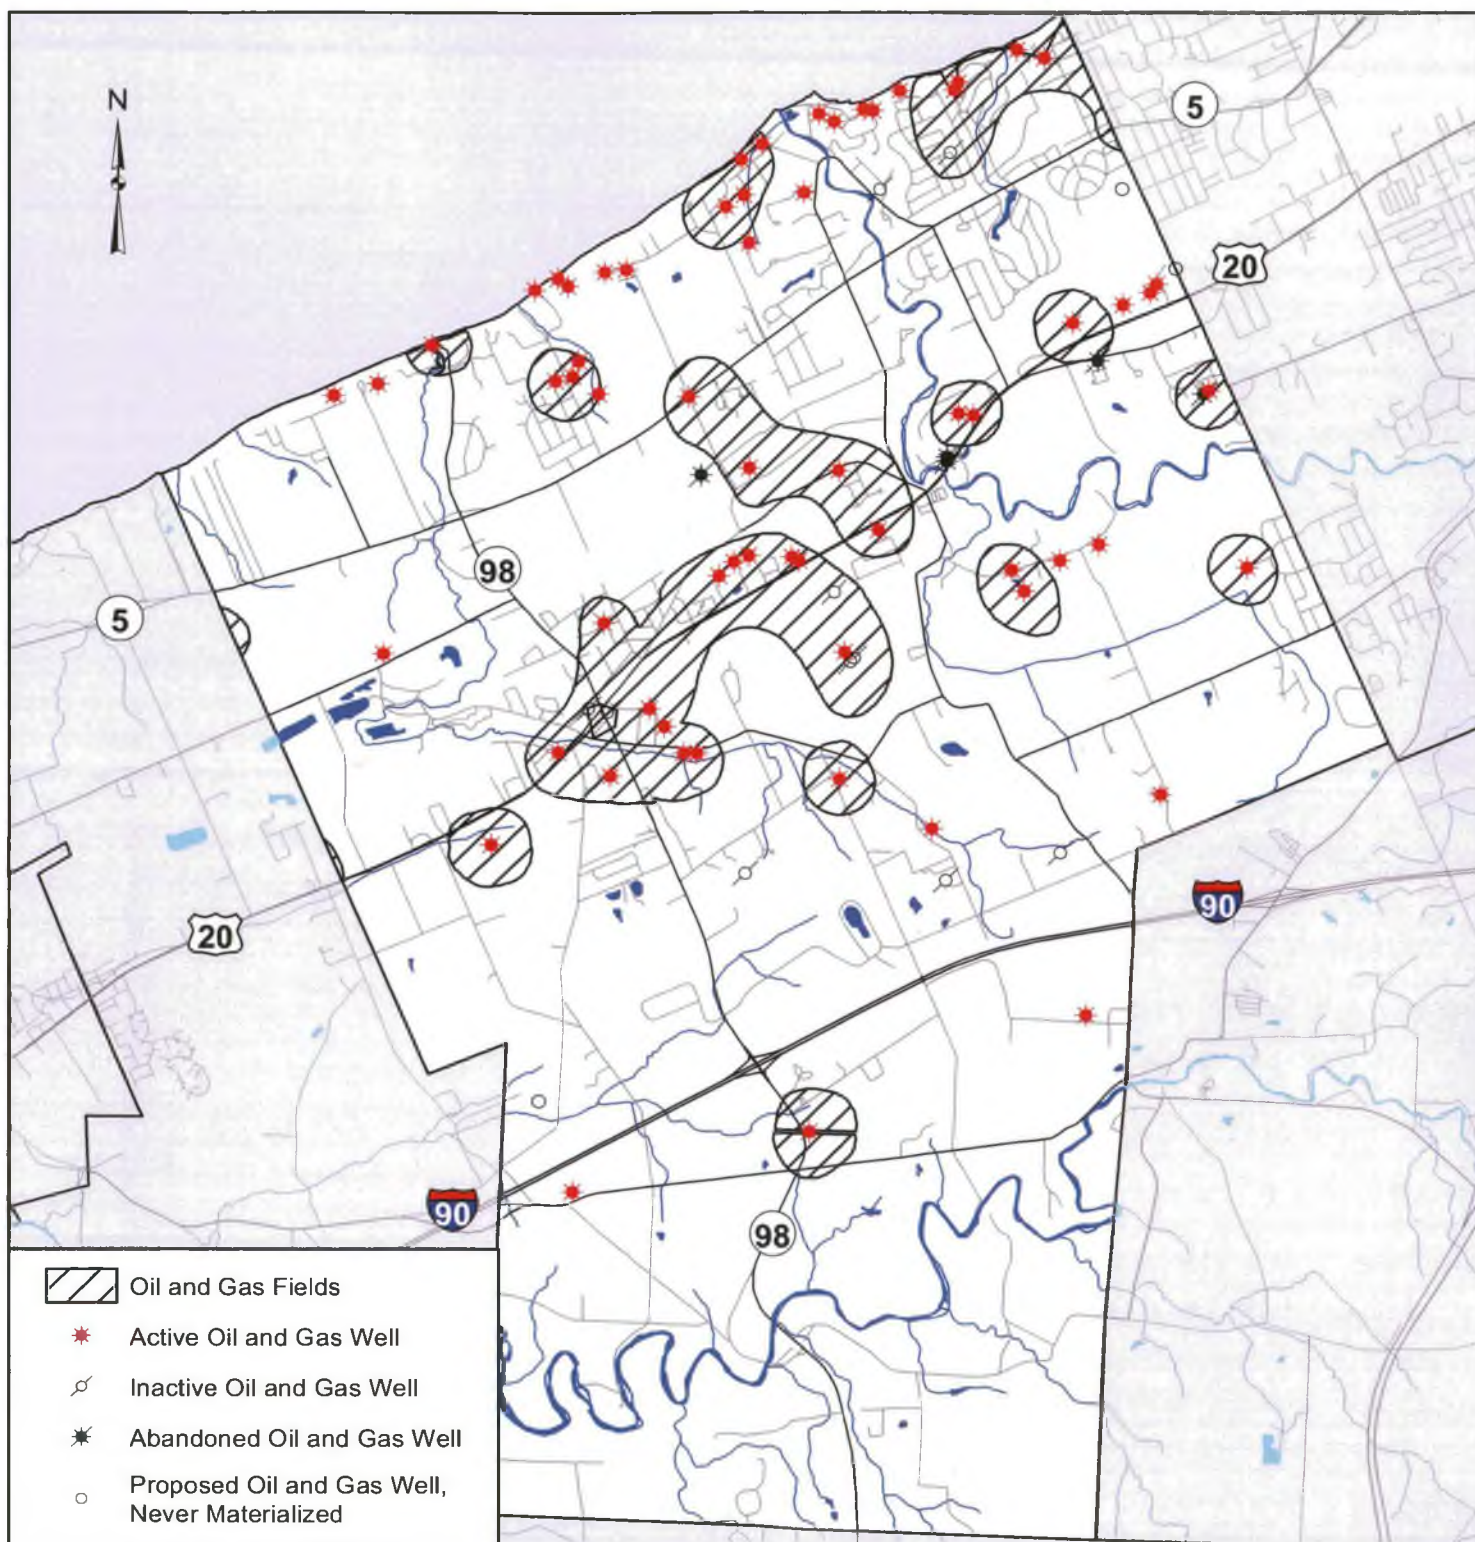 N
5
20
98
5
90
20
90
98
Oil and Gas Fields
Active Oil and Gas Well
Inactive Oil and Gas Well
Abandoned Oil and Gas Well
Proposed Oil and Gas Well,
Never Materialized